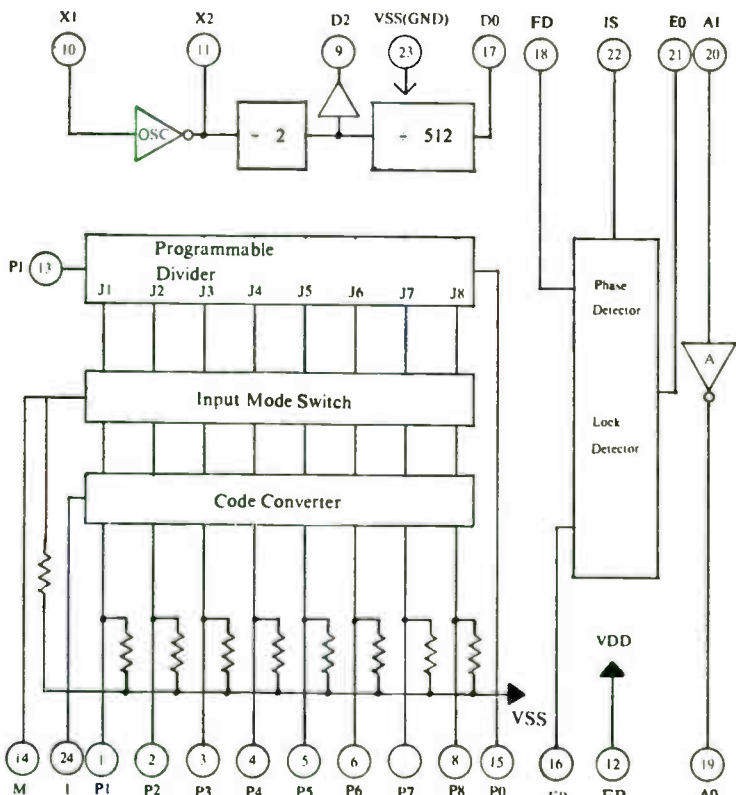 X1 X2 D2 VSS(GND) D0 FD IS E0 A1
10 11 9 23 17 18 22 21 20
OSC ÷ 2 ÷ 512
Programmable
Divider
P1 13
J1 J2 J3 J4 J5 J6 J7 J8
Phase
Detector
A
Input Mode Switch
Lock
Detector
Code Converter
VDD
VSS
14 24 1 2 3 4 5 6 8 15 16 12 19
M I P1 P2 P3 P4 P5 P6 P7 P8 P0